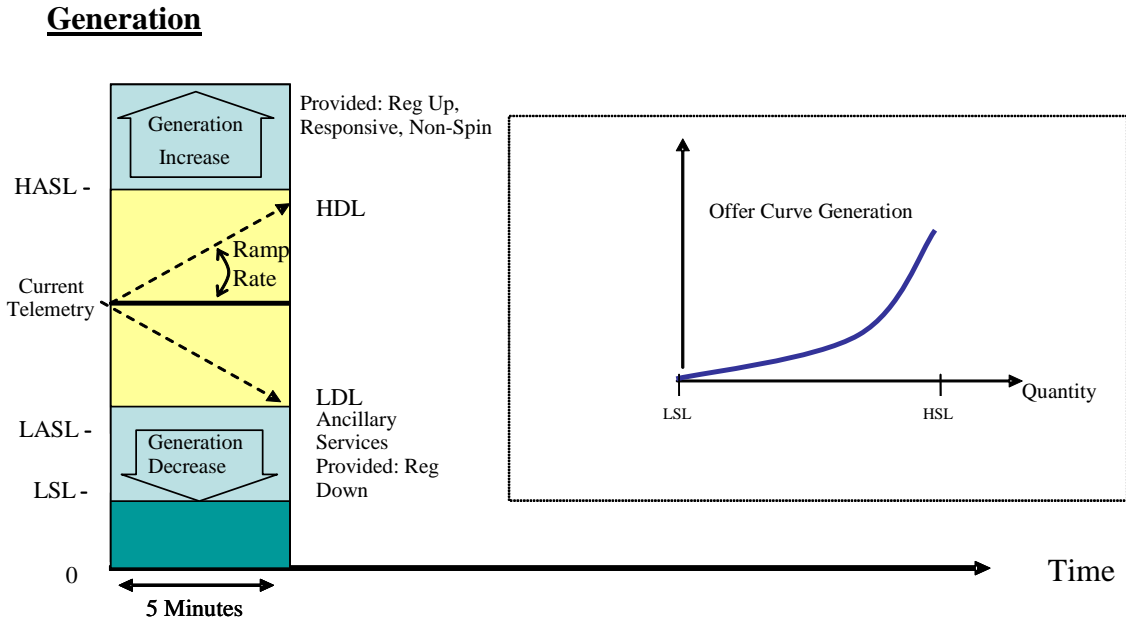 Generation
Provided: Reg Up,
Responsive, Non-Spin
Generation
Increase
HASL -
HDL
Ramp
Rate
Current
Telemetry
LDL
Ancillary
Services
Provided: Reg
Down
LASL -
Generation
Decrease
LSL -
0
5 Minutes
Time
Offer Curve Generation
Quantity
LSL
HSL